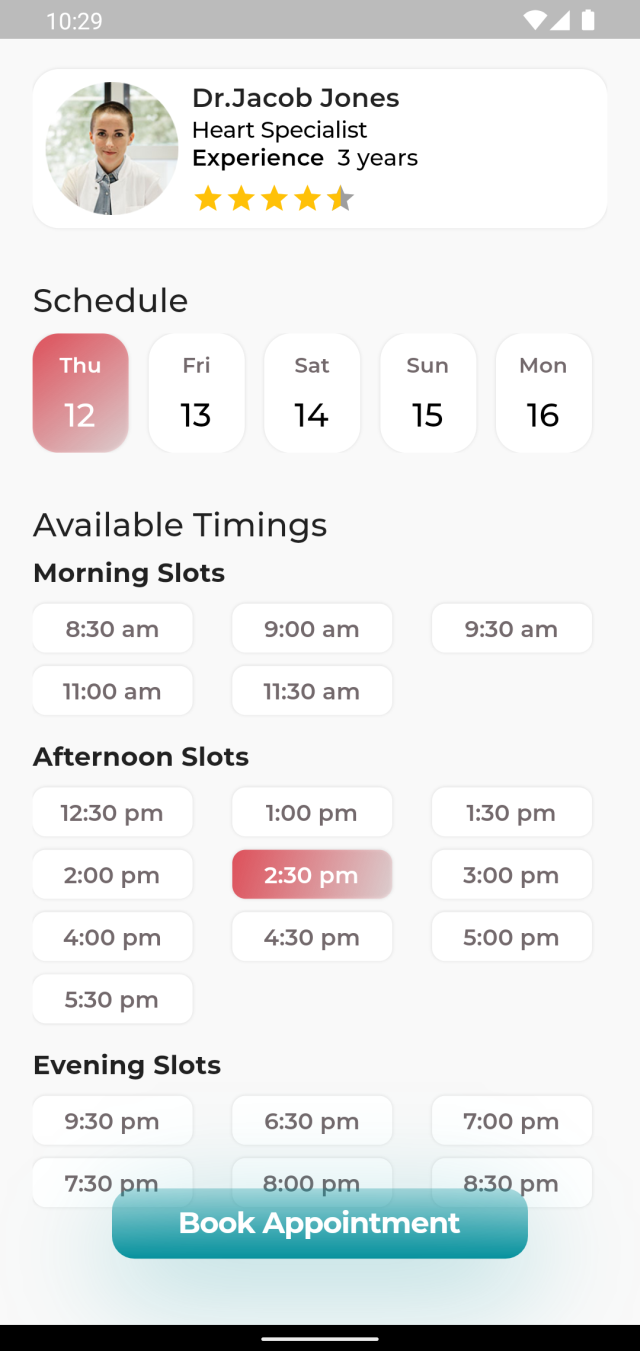 10:29
Dr.Jacob Jones
Heart Specialist
Experience 3 years
Schedule
Thu Fri Sat Sun Mon
12 13 14 15 16
Available Timings
Morning Slots
8:30 am 9:00 am 9:30 am
11:00 am 11:30 am
Afternoon Slots
12:30 pm 1:00 pm 1:30 pm
2:00 pm 2:30 pm 3:00 pm
4:00 pm 4:30 pm 5:00 pm
5:30 pm
Evening Slots
9:30 pm 6:30 pm 7:00 pm
7:30 pm 8:00 pm 8:30 pm
Book Appointment